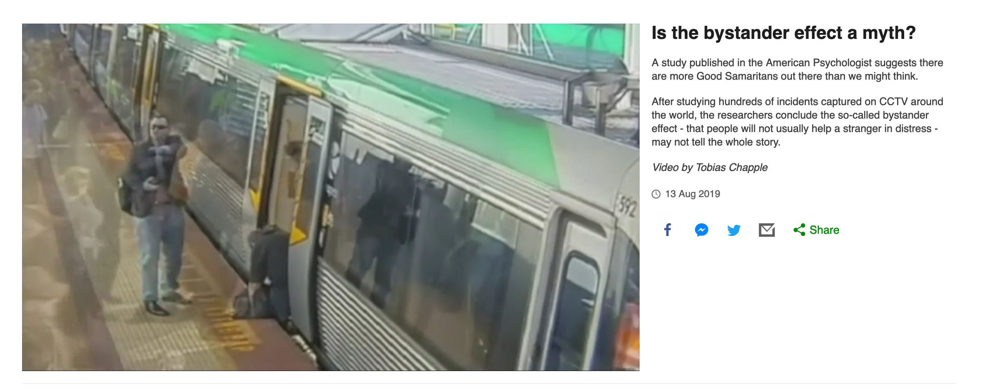 Is the bystander effect a myth?
A study published in the American Psychologist suggests there
are more Good Samaritans out there than we might think.
After studying hundreds of incidents captured on CCTV around
the world, the researchers conclude the so-called bystander
effect - that people will not usually help a stranger in distress -
may not tell the whole story.
Video by Tobias Chapple
13 Aug 2019
Share
592